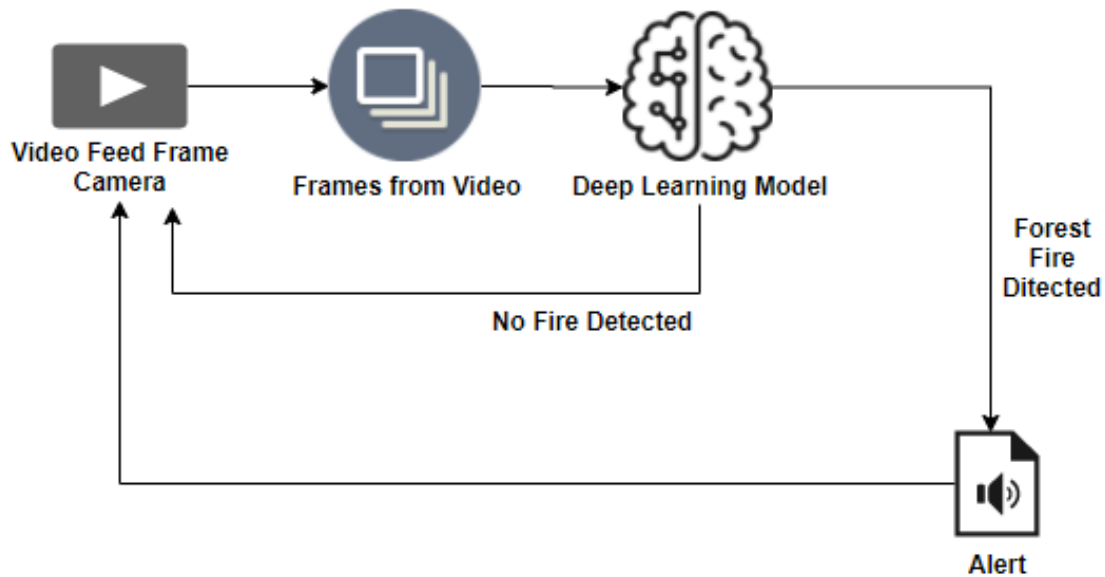 Video Feed Frame
Camera
Frames from Video
Deep Learning Model
Forest
Fire
Ditected
No Fire Detected
Alert